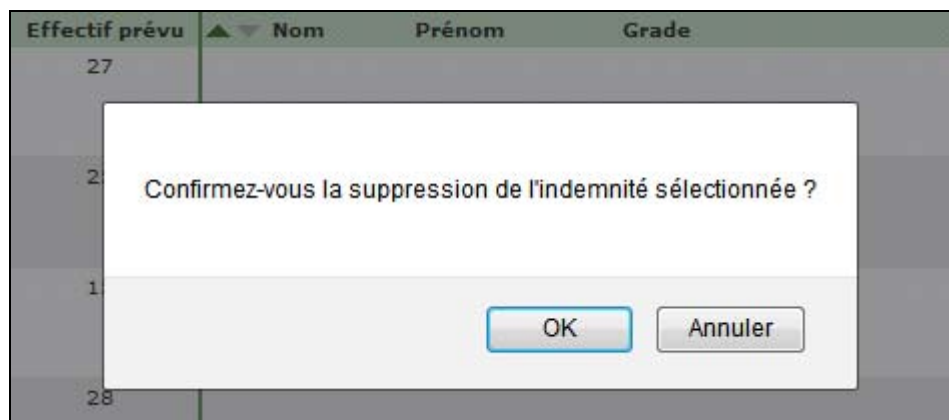 Effectif prévu Nom Prénom Grade
27
Confirmez-vous la suppression de l'indemnité sélectionnée ?
OK Annuler
28